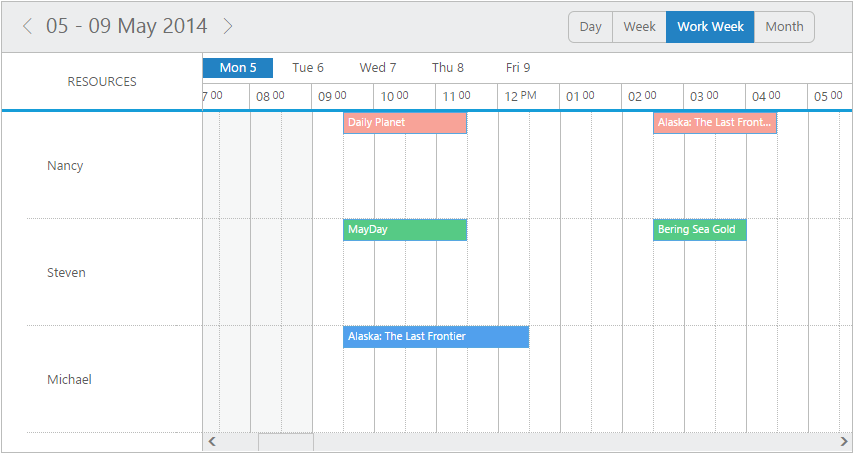 05 - 09 May 2014 Day Week Work Week Month
RESOURCES Mon 5 Tue 6 Wed 7 Thu 8 Fri 9
7 00 08 00 09 00 10 00 11 00 12 PM 01 00 02 00 03 00 04 00 05 00
Daily Planet Alaska: The Last Front...
Nancy
MayDay Bering Sea Gold
Steven
Alaska: The Last Frontier
Michael